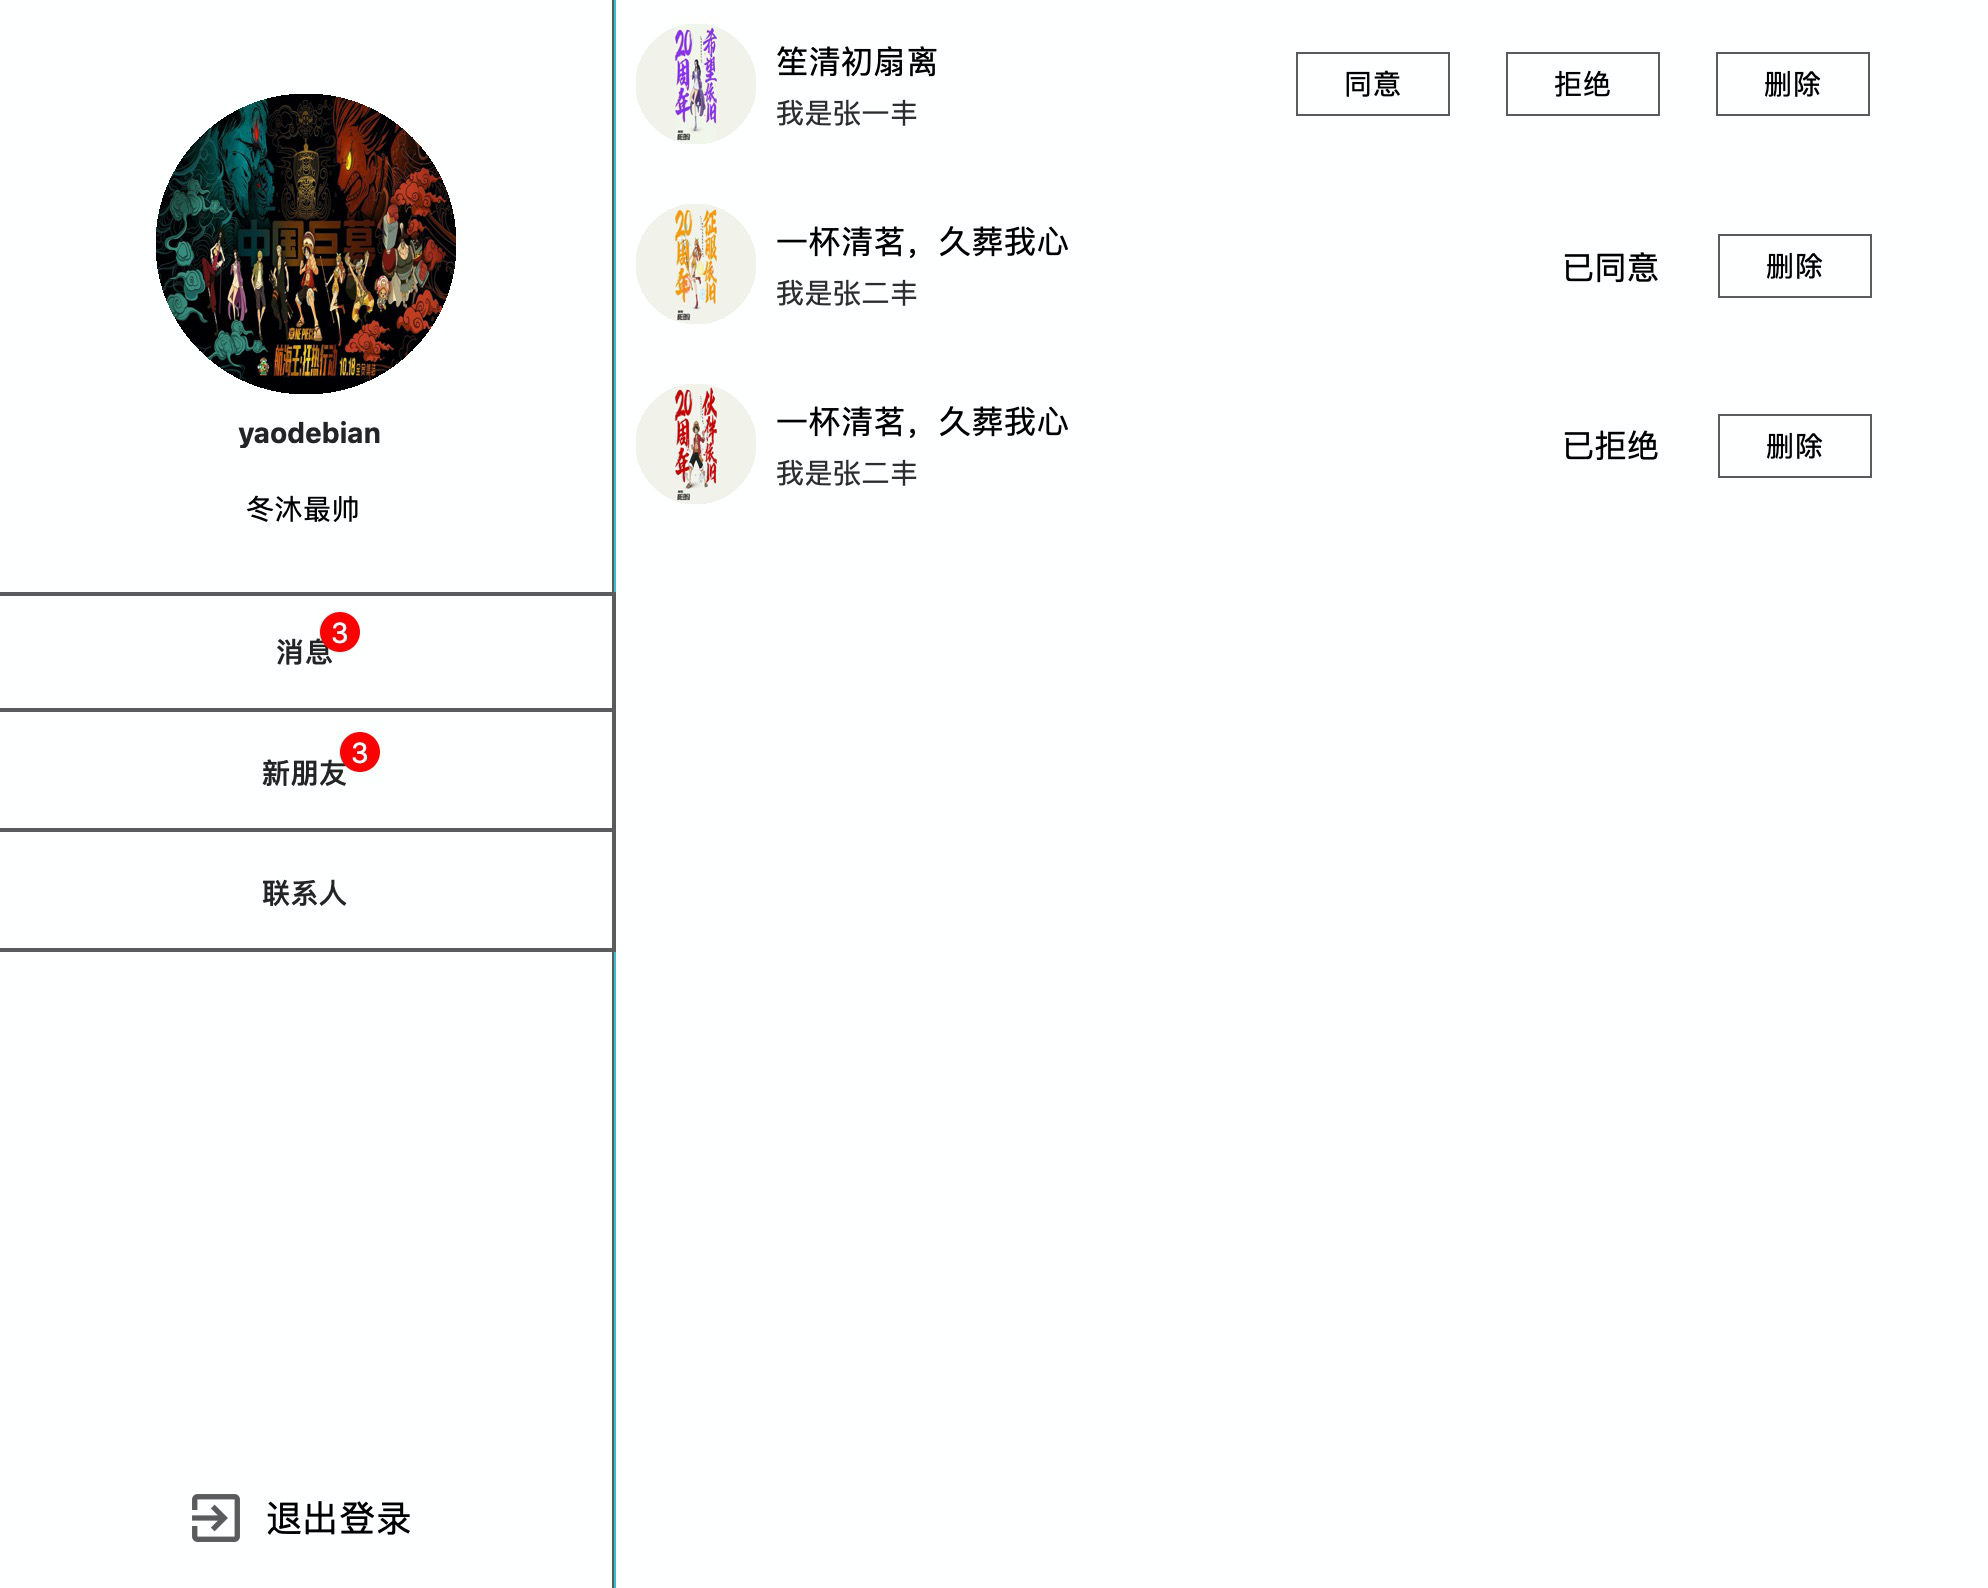 中国巨幕
ONE PIECE
航海王:狂热行动
10.18
yaodebian
冬沐最帅
消息
3
新朋友
3
联系人
退出登录
20周年
希望依旧
笙清初扇离
我是张一丰
同意
拒绝
删除
20周年
征服依旧
一杯清茗，久葬我心
我是张二丰
已同意
删除
20周年
伙伴依旧
一杯清茗，久葬我心
我是张二丰
已拒绝
删除